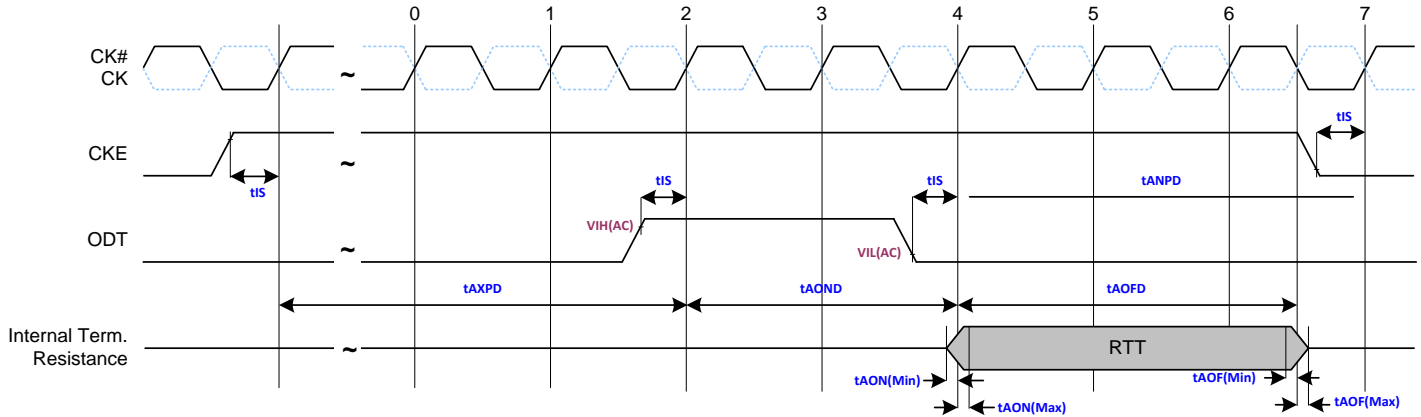 0 1 2 3 4 5 6 7
CK#
CK
~
tIS
CKE
~
tIS
tIS
tIS
tANPD
VIH(AC)
ODT
~
VIL(AC)
tAXPD
tAOND
tAOFD
Internal Term.
Resistance
~
RTT
tAON(Min)
tAOF(Min)
tAON(Max)
tAOF(Max)